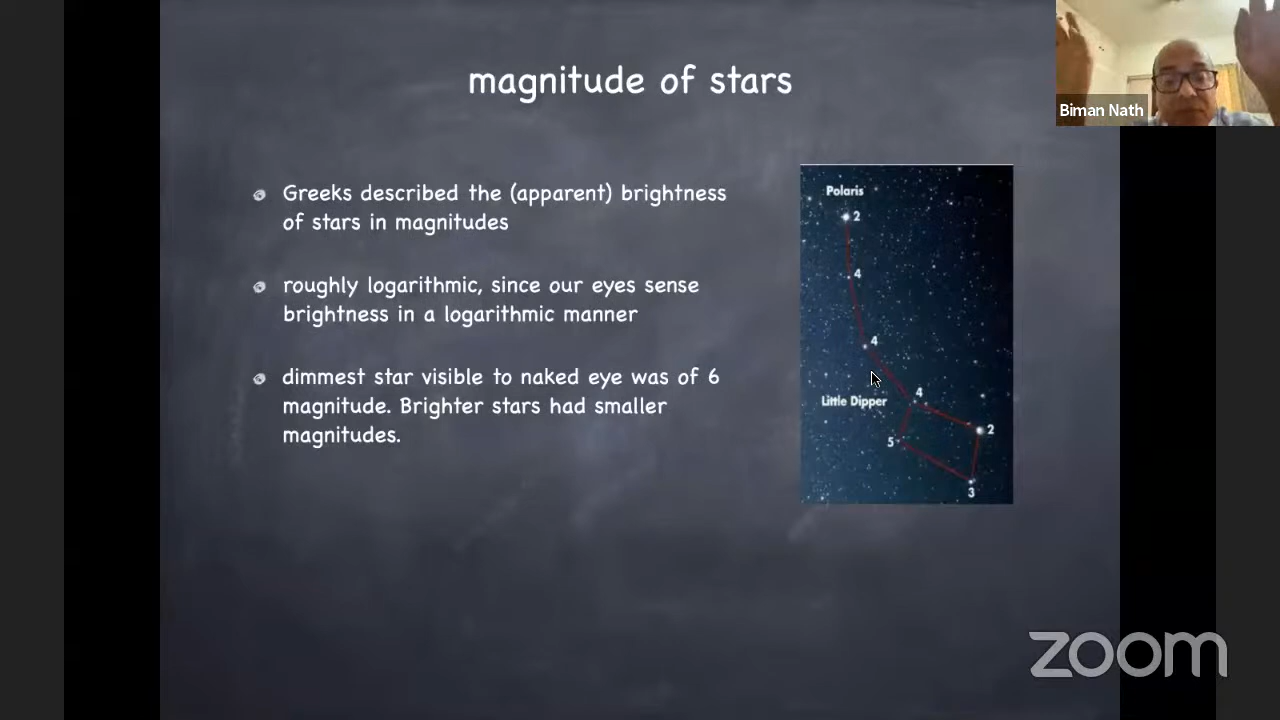 magnitude of stars
Biman Nath
Greeks described the (apparent) brightness
of stars in magnitudes
roughly logarithmic, since our eyes sense
brightness in a logarithmic manner
dimmest star visible to naked eye was of 6
magnitude. Brighter stars had smaller
magnitudes.
Polaris
2
4
4
4
Little Dipper
2
5
3
zoom